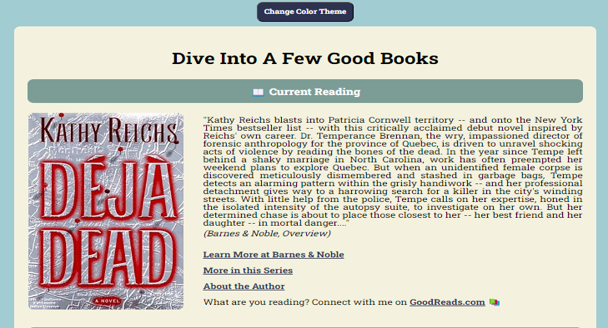 Change Color Theme
Dive Into A Few Good Books
Current Reading
KATHY REICHS
DÉJÀ
DEAD
A NOVEL
"Kathy Reichs blasts into Patricia Cornwell territory -- and onto the New York
Times bestseller list -- with this critically acclaimed debut novel inspired by
Reichs' own career. Dr. Temperance Brennan, the wry, impassioned director of
forensic anthropology for the province of Quebec, is driven to unravel shocking
acts of violence by reading the bones of the dead. In the year since Tempe left
behind a shaky marriage in North Carolina, work has often preempted her
weekend plans to explore Quebec. But when an unidentified female corpse is
discovered meticulously dismembered and stashed in garbage bags, Tempe
detects an alarming pattern within the grisly handiwork -- and her professional
detachment gives way to a harrowing search for a killer in the city's winding
streets. With little help from the police, Tempe calls on her expertise, honed in
the isolated intensity of the autopsy suite, to investigate on her own. But her
determined chase is about to place those closest to her -- her best friend and her
daughter -- in mortal danger...."
(Barnes & Noble, Overview)
Learn More at Barnes & Noble
More in this Series
About the Author
What are you reading? Connect with me on GoodReads.com